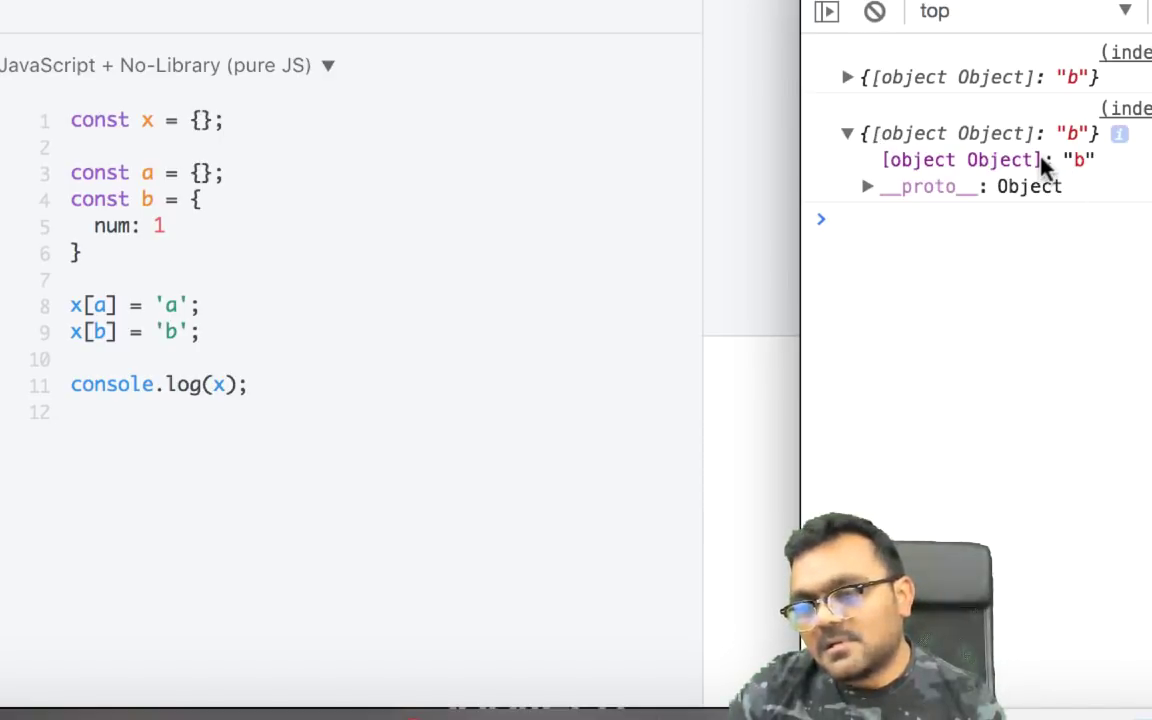 JavaScript + No-Library (pure JS) ▼
1 const x = {};
2
3 const a = {};
4 const b = {
5 num: 1
6 }
7
8 x[a] = 'a';
9 x[b] = 'b';
10
11 console.log(x);
12
top ▼
(inde
▶ {[object Object]: "b"}
(inde
▼ {[object Object]: "b"} i
[object Object]: "b"
▶ __proto__: Object
>